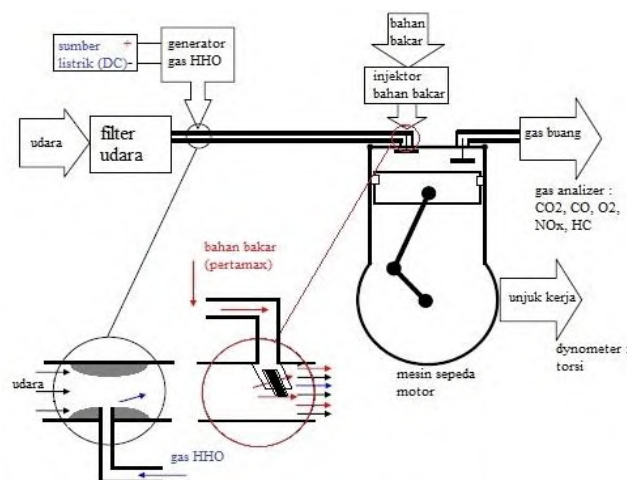 sumber +
listrik (DC) -
generator
gas HHO
bahan
bakar
injektor
bahan bakar
udara
filter
udara
gas buang
gas analizer :
CO2, CO, O2,
NOx, HC
bahan bakar
(pertamax)
unjuk kerja
dynometer :
torsi
mesin sepeda
motor
udara
gas HHO